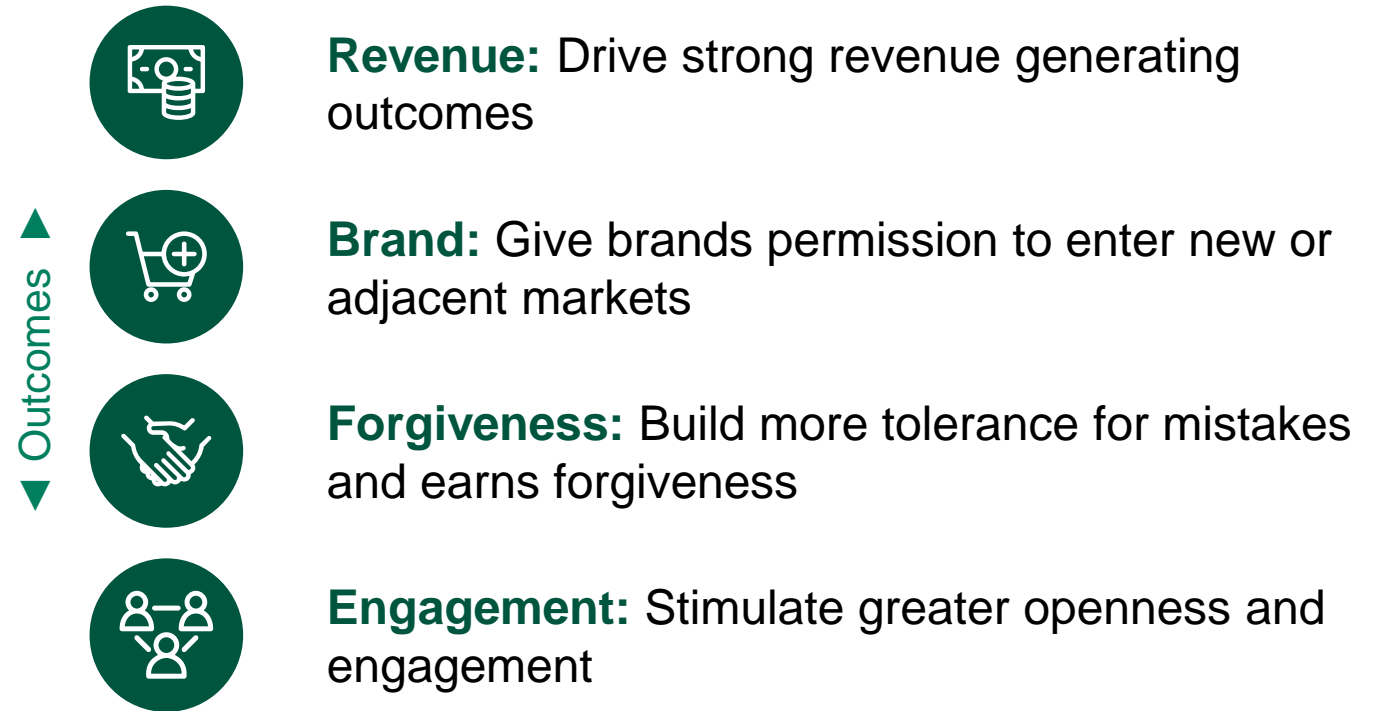 Revenue: Drive strong revenue generating
outcomes
◀ Outcomes ▶
Brand: Give brands permission to enter new or
adjacent markets
Forgiveness: Build more tolerance for mistakes
and earns forgiveness
Engagement: Stimulate greater openness and
engagement